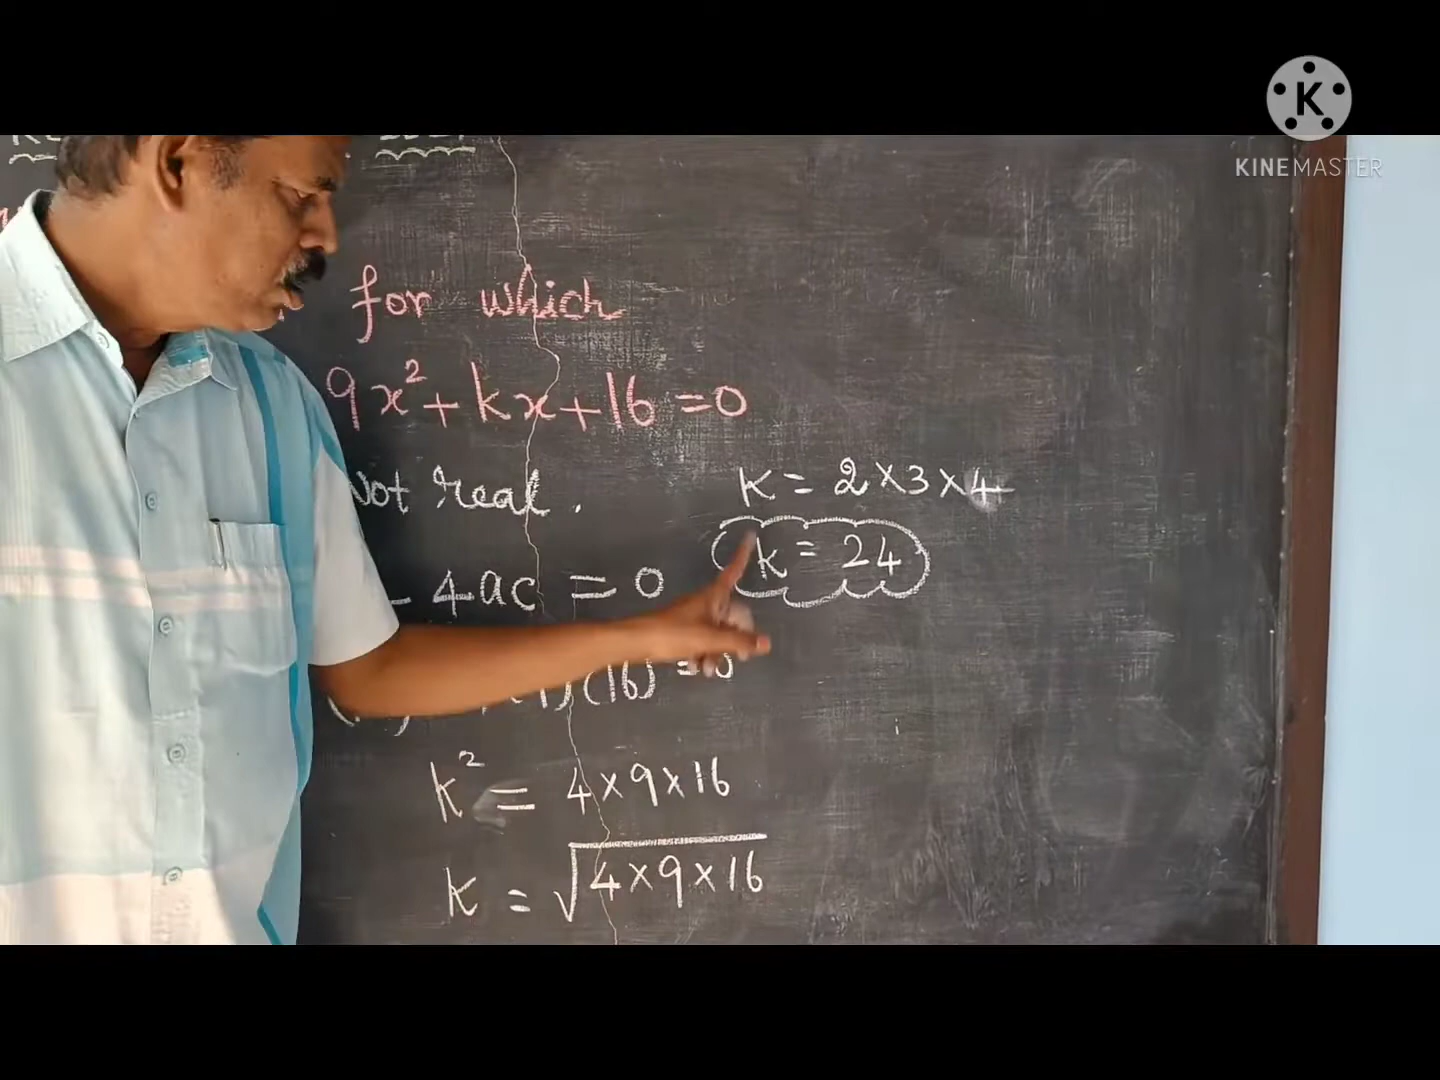 K
KINEMASTER
for which
9x² + kx + 16 = 0
Not real.
- 4ac = 0
(16) = 0
k² = 4 × 9 × 16
k = √4 × 9 × 16
k = 2 × 3 × 4
k = 24